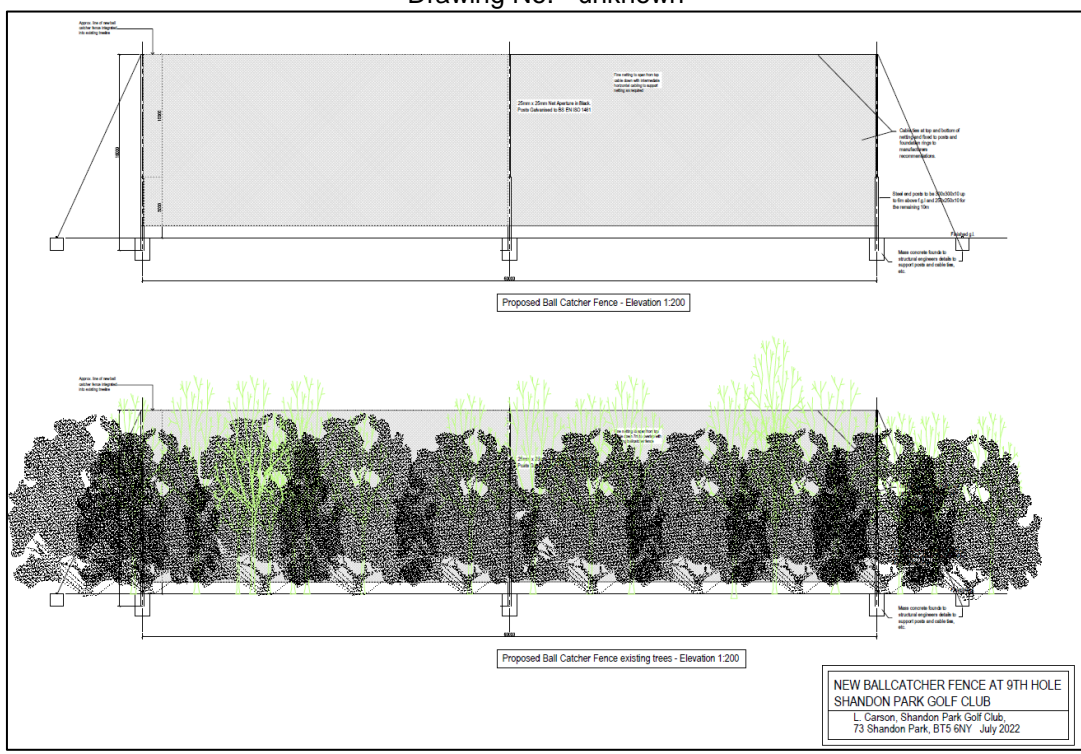 Drawing No. - unknown
Approx. line of new ball
catcher fence integrated
into existing treeline
Fine netting to span from top
cable down with intermediate
horizontal cabling to support
netting as required
25mm x 25mm Net Aperture in Black.
Posts Galvanised to BS EN ISO 1461
Cable ties at top and bottom of
netting and fixed to posts and
foundation rings to
manufacturers
recommendations.
Steel end posts to be 300x300x10 up
to 6m above f.g.l and 250x250x10 for
the remaining 10m
Finished g.l.
Mass concrete founds to
structural engineers details to
support posts and cable ties,
etc.
Proposed Ball Catcher Fence - Elevation 1:200
Approx. line of new ball
catcher fence integrated
into existing treeline
Fine netting to span from top
Mass concrete founds to
structural engineers details to
support posts and cable ties,
etc.
Proposed Ball Catcher Fence existing trees - Elevation 1:200
NEW BALLCATCHER FENCE AT 9TH HOLE
SHANDON PARK GOLF CLUB
L. Carson, Shandon Park Golf Club,
73 Shandon Park, BT5 6NY July 2022